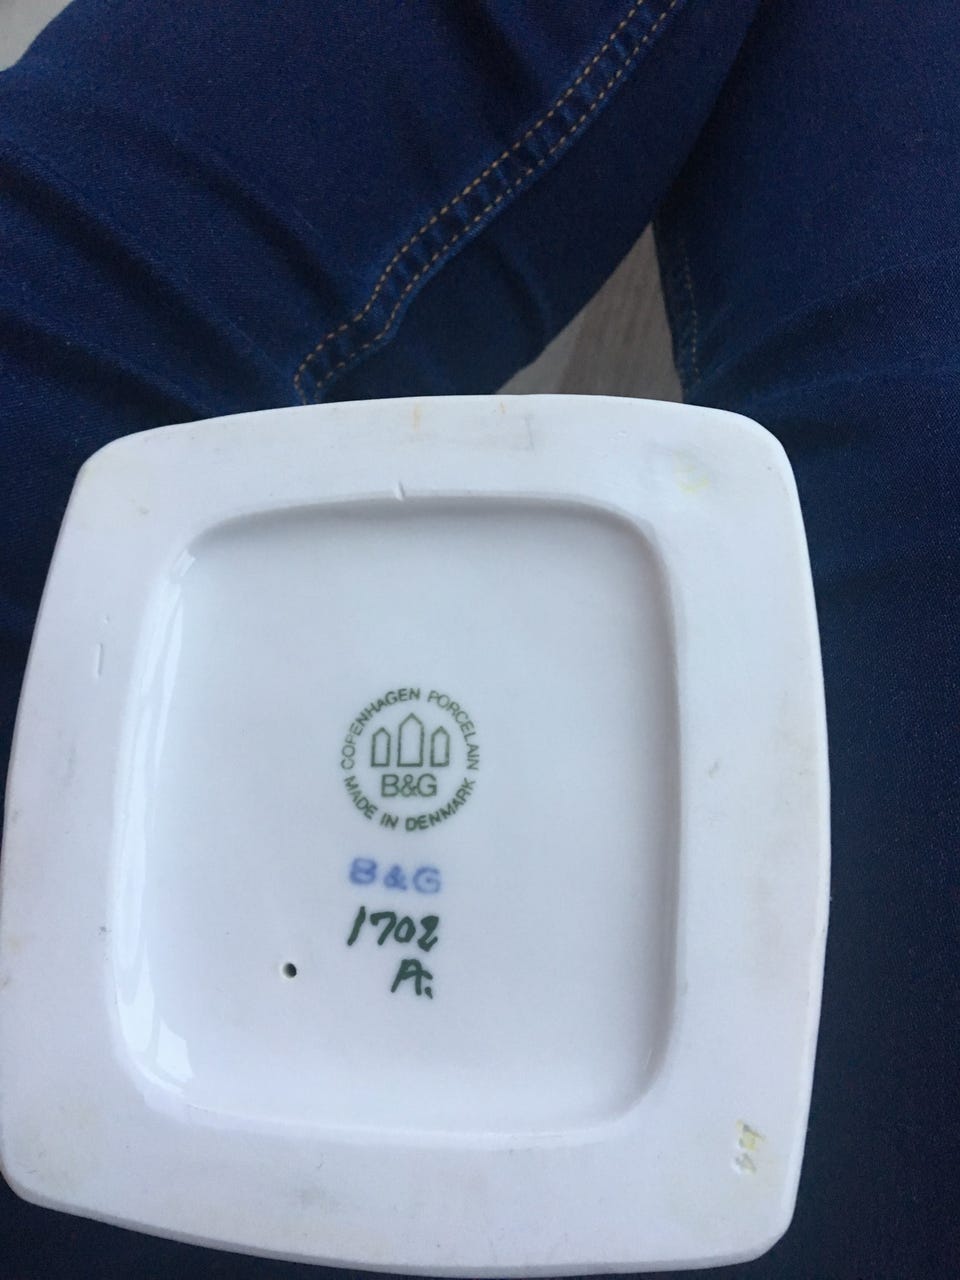 COPENHAGEN PORCELAIN
B&G
MADE IN DENMARK
B&G
1702
A.